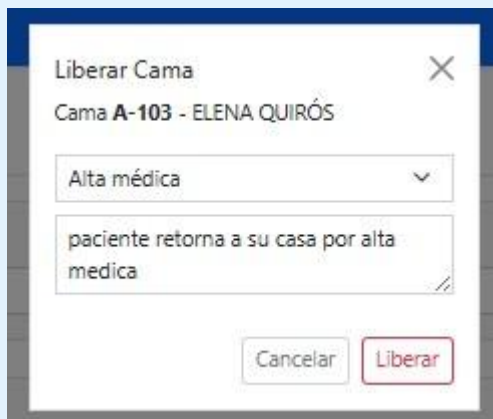 Liberar Cama
Cama A-103 - ELENA QUIRÓS
Alta médica
paciente retorna a su casa por alta
medica
Cancelar Liberar